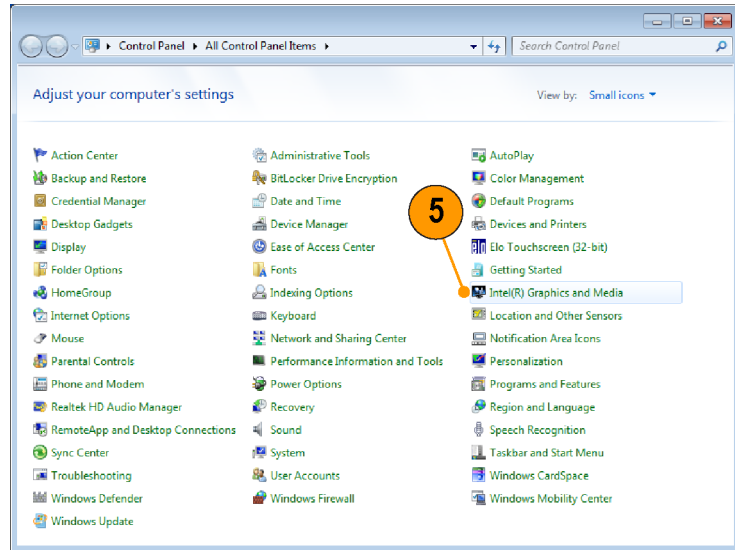 Control Panel All Control Panel Items Search Control Panel
Adjust your computer's settings View by: Small icons
Action Center Administrative Tools AutoPlay
Backup and Restore BitLocker Drive Encryption Color Management
Credential Manager Date and Time Default Programs
5
Desktop Gadgets Device Manager Devices and Printers
Display Ease of Access Center Elo Touchscreen (32-bit)
Folder Options Fonts Getting Started
HomeGroup Indexing Options Intel(R) Graphics and Media
Internet Options Keyboard Location and Other Sensors
Mouse Network and Sharing Center Notification Area Icons
Parental Controls Performance Information and Tools Personalization
Phone and Modem Power Options Programs and Features
Realtek HD Audio Manager Recovery Region and Language
RemoteApp and Desktop Connections Sound Speech Recognition
Sync Center System Taskbar and Start Menu
Troubleshooting User Accounts Windows CardSpace
Windows Defender Windows Firewall Windows Mobility Center
Windows Update